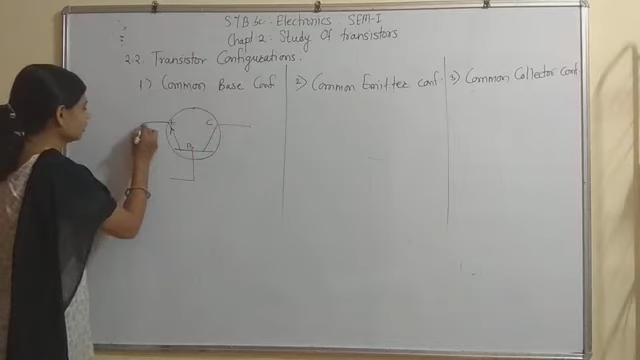 SYBSc. Electronics. SEM-I
Chapt 2: Study Of transistors
2.2. Transistor Configurations.
1) Common Base Conf
2) Common Emitter conf.
3) Common Collector Conf.
E
C
B